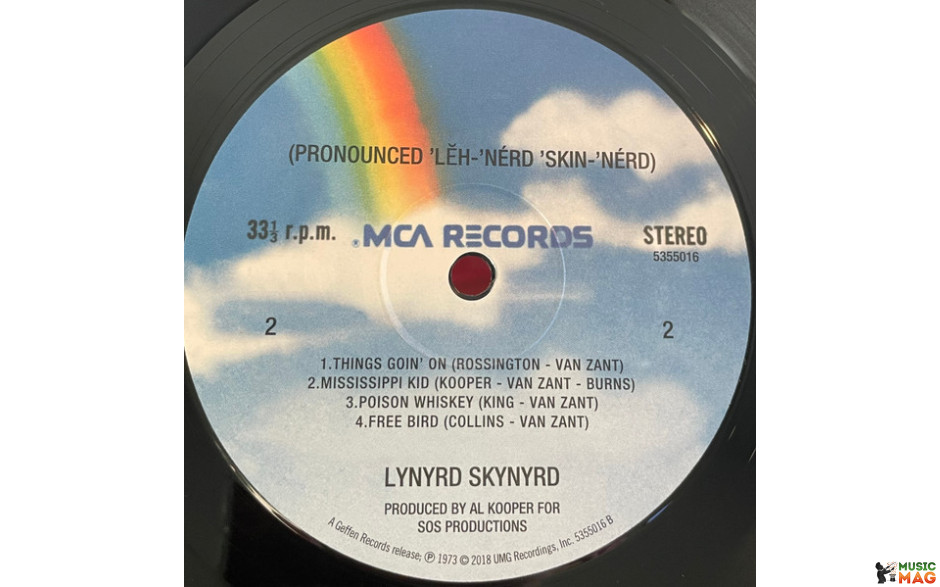 (PRONOUNCED 'LĔH-'NÉRD 'SKIN-'NÉRD)
33⅓ r.p.m.
® MCA RECORDS
STEREO
5355016
2
2
1.THINGS GOIN' ON (ROSSINGTON - VAN ZANT)
2.MISSISSIPPI KID (KOOPER - VAN ZANT - BURNS)
3.POISON WHISKEY (KING - VAN ZANT)
4.FREE BIRD (COLLINS - VAN ZANT)
LYNYRD SKYNYRD
PRODUCED BY AL KOOPER FOR
SOS PRODUCTIONS
A Geffen Records release; ℗ 1973 © 2018 UMG Recordings, Inc. 5355016 B
MUSIC
MAG